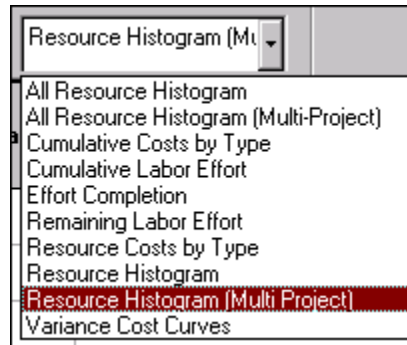 Resource Histogram (Mu
All Resource Histogram
All Resource Histogram (Multi-Project)
Cumulative Costs by Type
Cumulative Labor Effort
Effort Completion
Remaining Labor Effort
Resource Costs by Type
Resource Histogram
Resource Histogram (Multi Project)
Variance Cost Curves